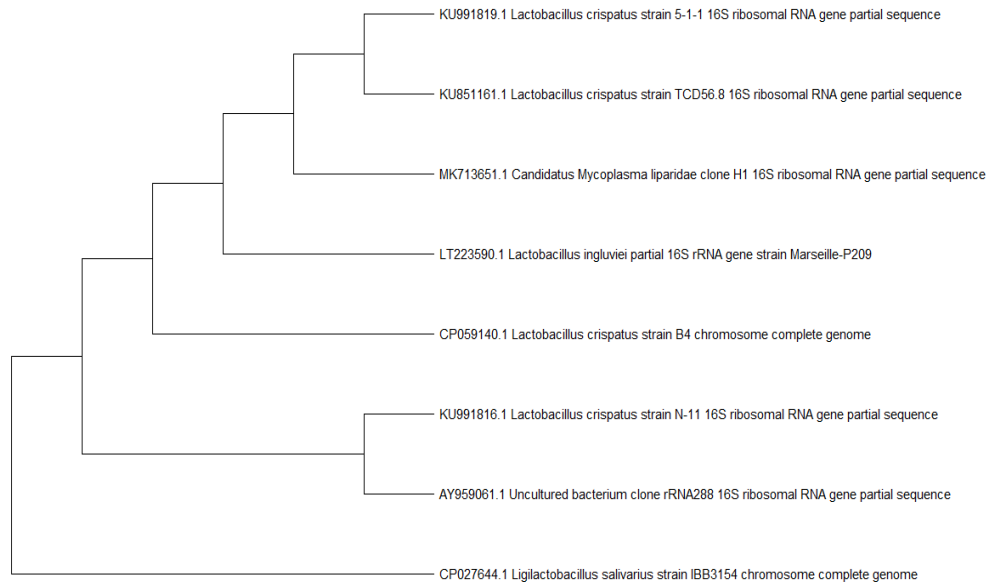 KU991819.1 Lactobacillus crispatus strain 5-1-1 16S ribosomal RNA gene partial sequence
KU851161.1 Lactobacillus crispatus strain TCD56.8 16S ribosomal RNA gene partial sequence
MK713651.1 Candidatus Mycoplasma liparidae clone H1 16S ribosomal RNA gene partial sequence
LT223590.1 Lactobacillus ingluviei partial 16S rRNA gene strain Marseille-P209
CP059140.1 Lactobacillus crispatus strain B4 chromosome complete genome
KU991816.1 Lactobacillus crispatus strain N-11 16S ribosomal RNA gene partial sequence
AY959061.1 Uncultured bacterium clone rRNA288 16S ribosomal RNA gene partial sequence
CP027644.1 Ligilactobacillus salivarius strain IBB3154 chromosome complete genome